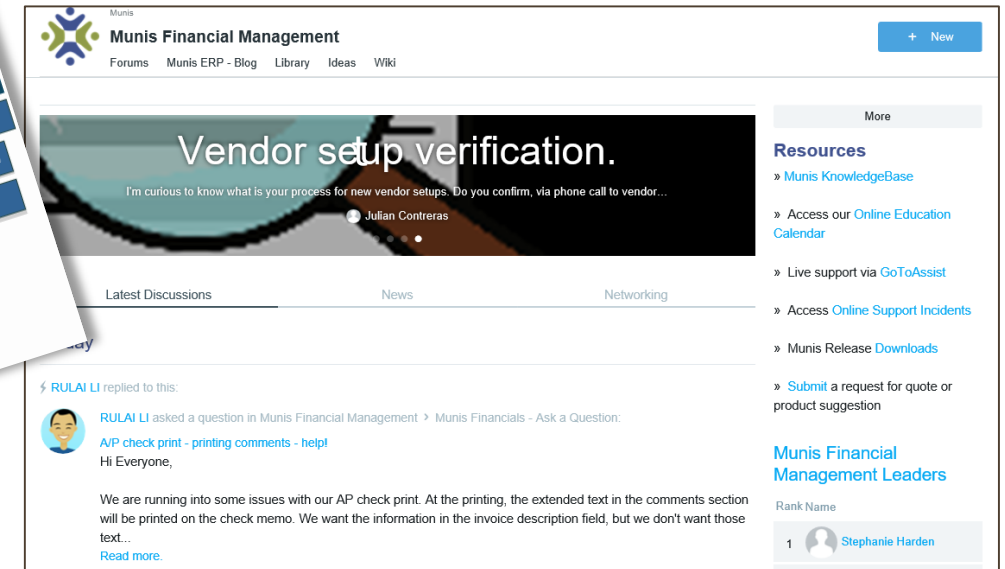 Munis
Munis Financial Management
+ New
Forums Munis ERP - Blog Library Ideas Wiki
Vendor setup verification.
I'm curious to know what is your process for new vendor setups. Do you confirm, via phone call to vendor...
Julian Contreras
Latest Discussions News Networking
RULAI LI replied to this:
RULAI LI asked a question in Munis Financial Management > Munis Financials - Ask a Question:
A/P check print - printing comments - help!
Hi Everyone,
We are running into some issues with our AP check print. At the printing, the extended text in the comments section
will be printed on the check memo. We want the information in the invoice description field, but we don't want those
text...
Read more.
More
Resources
» Munis KnowledgeBase
» Access our Online Education
Calendar
» Live support via GoToAssist
» Access Online Support Incidents
» Munis Release Downloads
» Submit a request for quote or
product suggestion
Munis Financial
Management Leaders
Rank Name
1 Stephanie Harden